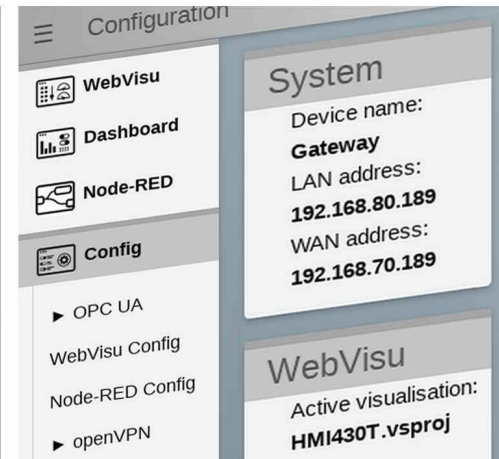 Configuration
WebVisu
Dashboard
Node-RED
Config
▶ OPC UA
WebVisu Config
Node-RED Config
▶ openVPN
System
Device name:
Gateway
LAN address:
192.168.80.189
WAN address:
192.168.70.189
WebVisu
Active visualisation:
HMI430T.vsproj